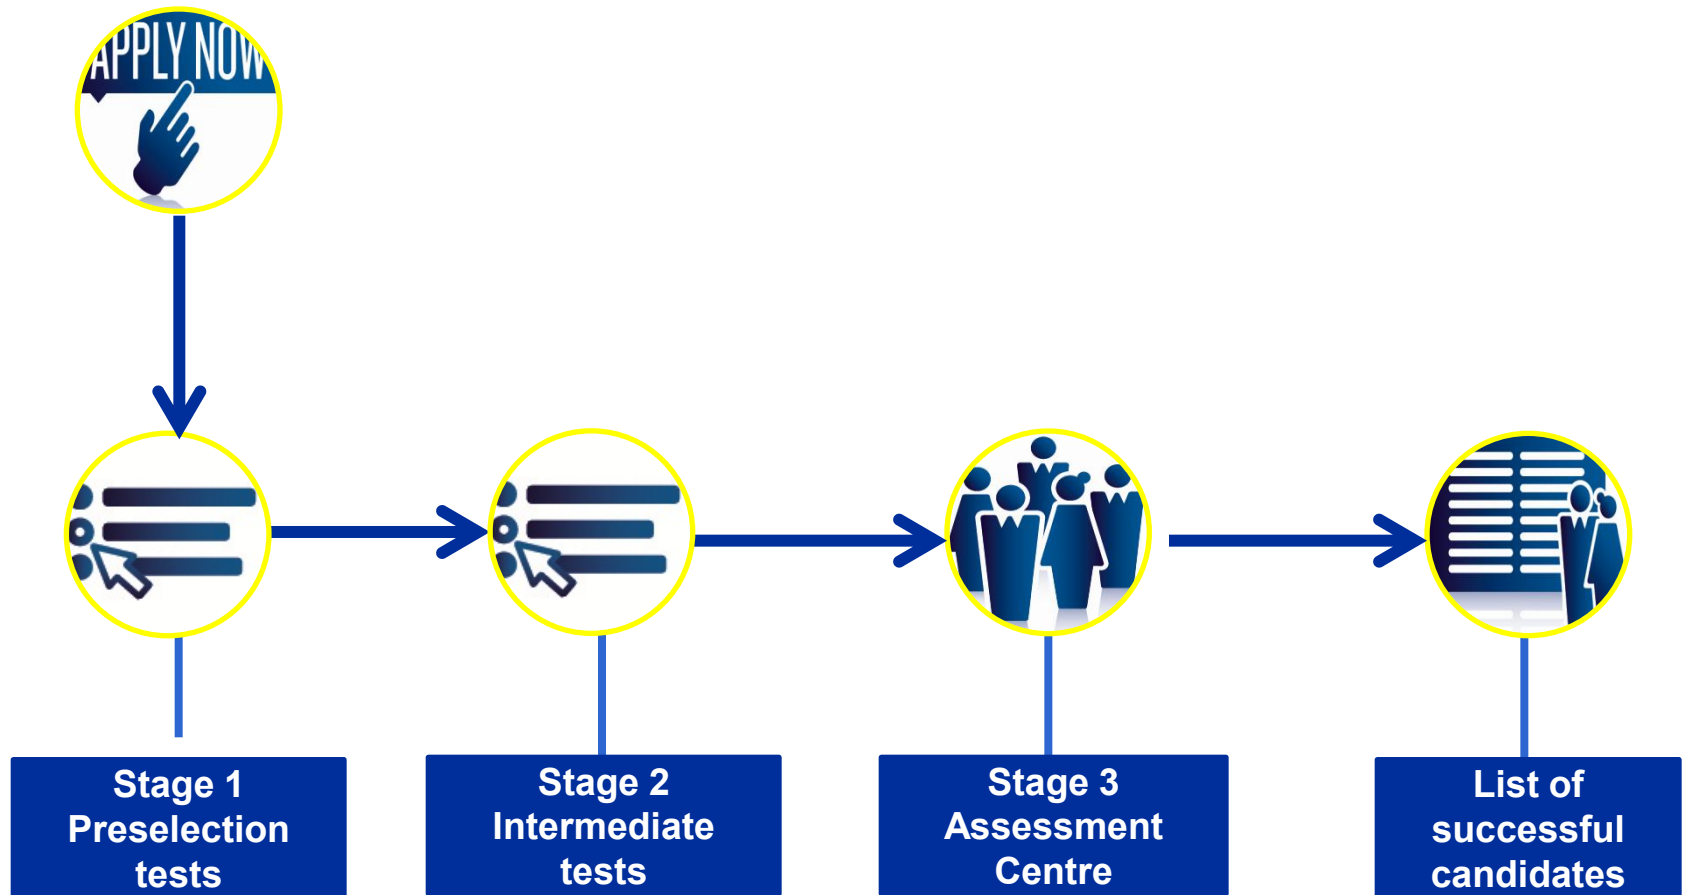 APPLY NOW
Stage 1
Preselection
tests
Stage 2
Intermediate
tests
Stage 3
Assessment
Centre
List of
successful
candidates